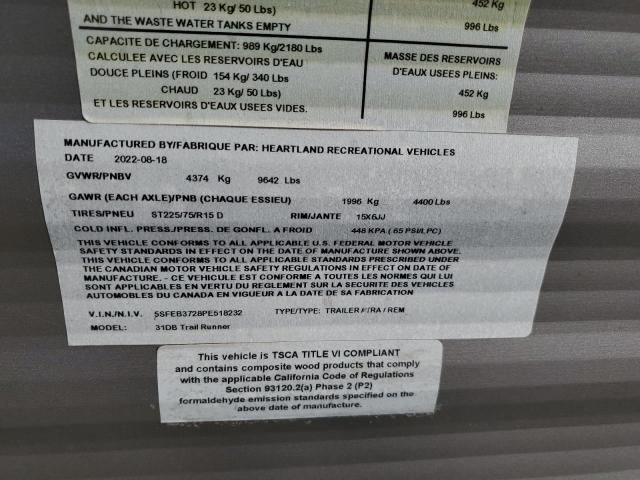 HOT 23 Kg/ 50 Lbs)
452 Kg
AND THE WASTE WATER TANKS EMPTY
996 Lbs
CAPACITE DE CHARGEMENT: 989 Kg/2180 Lbs
CALCULEE AVEC LES RESERVOIRS D'EAU
DOUCE PLEINS (FROID 154 Kg/ 340 Lbs
CHAUD 23 Kg/ 50 Lbs)
ET LES RESERVOIRS D'EAUX USEES VIDES.
MASSE DES RESERVOIRS
D'EAUX USEES PLEINS:
452 Kg
996 Lbs
MANUFACTURED BY/FABRIQUE PAR: HEARTLAND RECREATIONAL VEHICLES
DATE 2022-08-18
GVWR/PNBV 4374 Kg 9642 Lbs
GAWR (EACH AXLE)/PNB (CHAQUE ESSIEU) 1996 Kg 4400 Lbs
TIRES/PNEU ST225/75/R15 D RIM/JANTE 15X6JJ
COLD INFL. PRESS./PRESS. DE GONFL. A FROID 448 KPA ( 65 PSI/LPC)
THIS VEHICLE CONFORMS TO ALL APPLICABLE U.S. FEDERAL MOTOR VEHICLE
SAFETY STANDARDS IN EFFECT ON THE DATE OF MANUFACTURE SHOWN ABOVE.
THIS VEHICLE CONFORMS TO ALL APPLICABLE STANDARDS PRESCRIBED UNDER
THE CANADIAN MOTOR VEHICLE SAFETY REGULATIONS IN EFFECT ON DATE OF
MANUFACTURE. - CE VEHICULE EST CONFORME A TOUTES LES NORMES QUI LUI
SONT APPLICABLES EN VERTU DU REGLEMENT SUR LA SECURITE DES VEHICLES
AUTOMOBILES DU CANADA EN VIGUEUR A LA DATE DE SA FABRICATION
V.I.N./N.I.V. 5SFEB3728PE518232 TYPE/TYPE: TRAILER / TRA / REM
MODEL: 31DB Trail Runner
This vehicle is TSCA TITLE VI COMPLIANT
and contains composite wood products that comply
with the applicable California Code of Regulations
Section 93120.2(a) Phase 2 (P2)
formaldehyde emission standards specified on the
above date of manufacture.